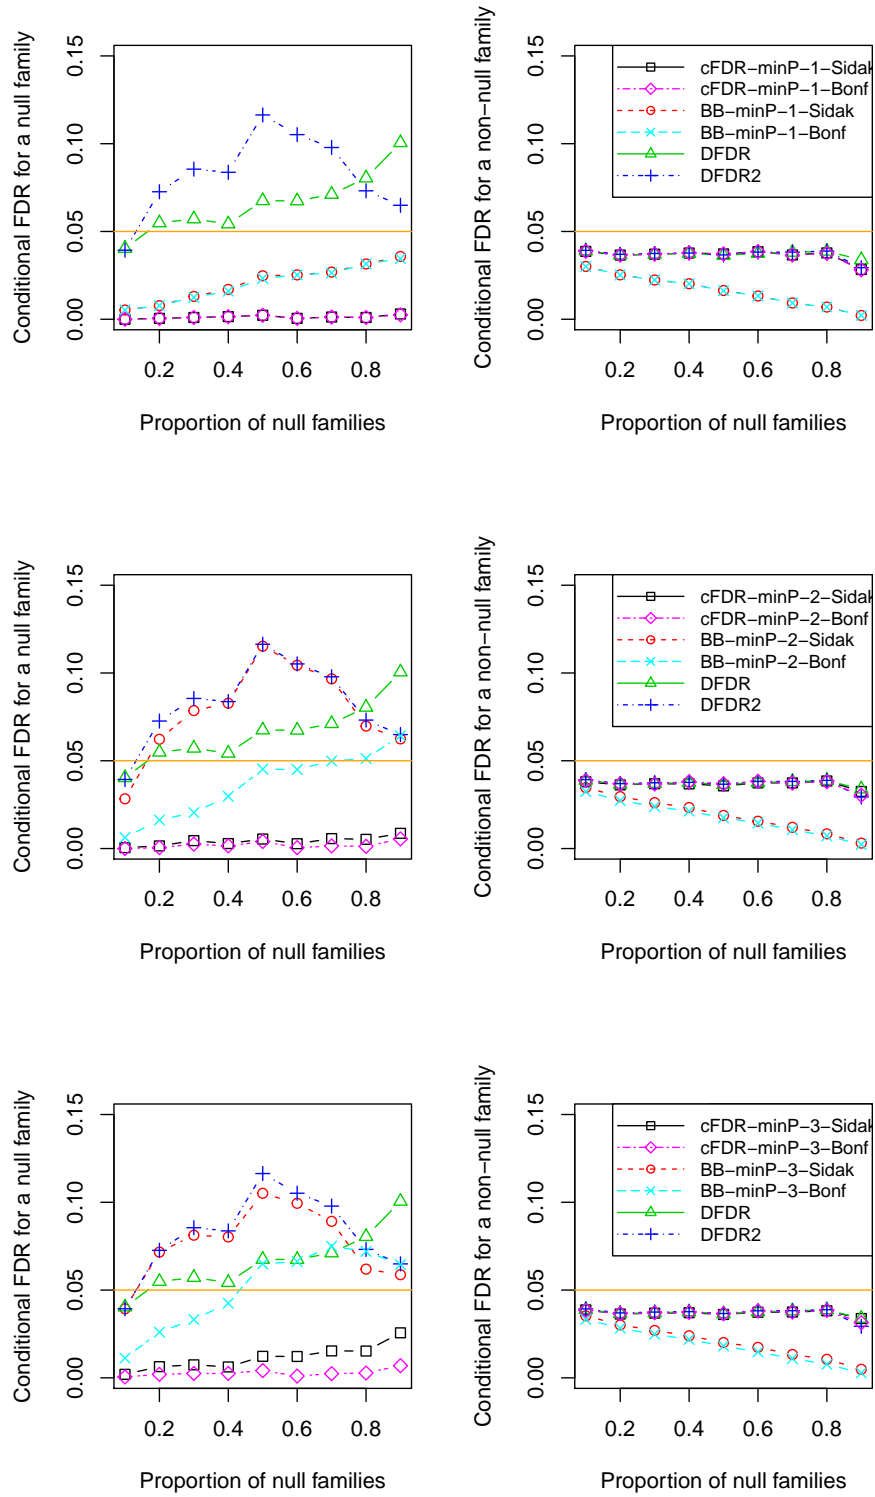 Conditional FDR for a null family
0.15
0.10
0.05
0.00
0.2 0.4 0.6 0.8
Proportion of null families
Conditional FDR for a non−null family
0.15
0.10
0.05
0.00
cFDR−minP−1−Sidak
cFDR−minP−1−Bonf
BB−minP−1−Sidak
BB−minP−1−Bonf
DFDR
DFDR2
0.2 0.4 0.6 0.8
Proportion of null families
Conditional FDR for a null family
0.15
0.10
0.05
0.00
0.2 0.4 0.6 0.8
Proportion of null families
Conditional FDR for a non−null family
0.15
0.10
0.05
0.00
cFDR−minP−2−Sidak
cFDR−minP−2−Bonf
BB−minP−2−Sidak
BB−minP−2−Bonf
DFDR
DFDR2
0.2 0.4 0.6 0.8
Proportion of null families
Conditional FDR for a null family
0.15
0.10
0.05
0.00
0.2 0.4 0.6 0.8
Proportion of null families
Conditional FDR for a non−null family
0.15
0.10
0.05
0.00
cFDR−minP−3−Sidak
cFDR−minP−3−Bonf
BB−minP−3−Sidak
BB−minP−3−Bonf
DFDR
DFDR2
0.2 0.4 0.6 0.8
Proportion of null families